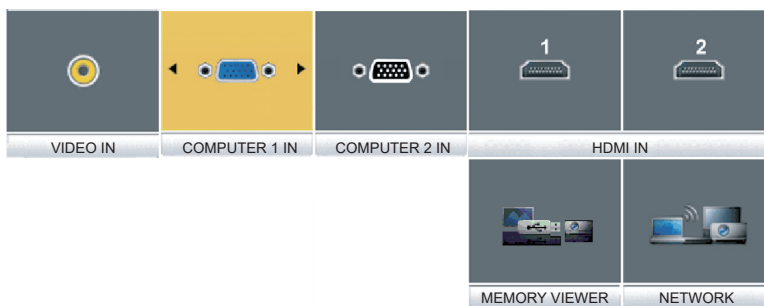 1 2
VIDEO IN COMPUTER 1 IN COMPUTER 2 IN HDMI IN
MEMORY VIEWER NETWORK